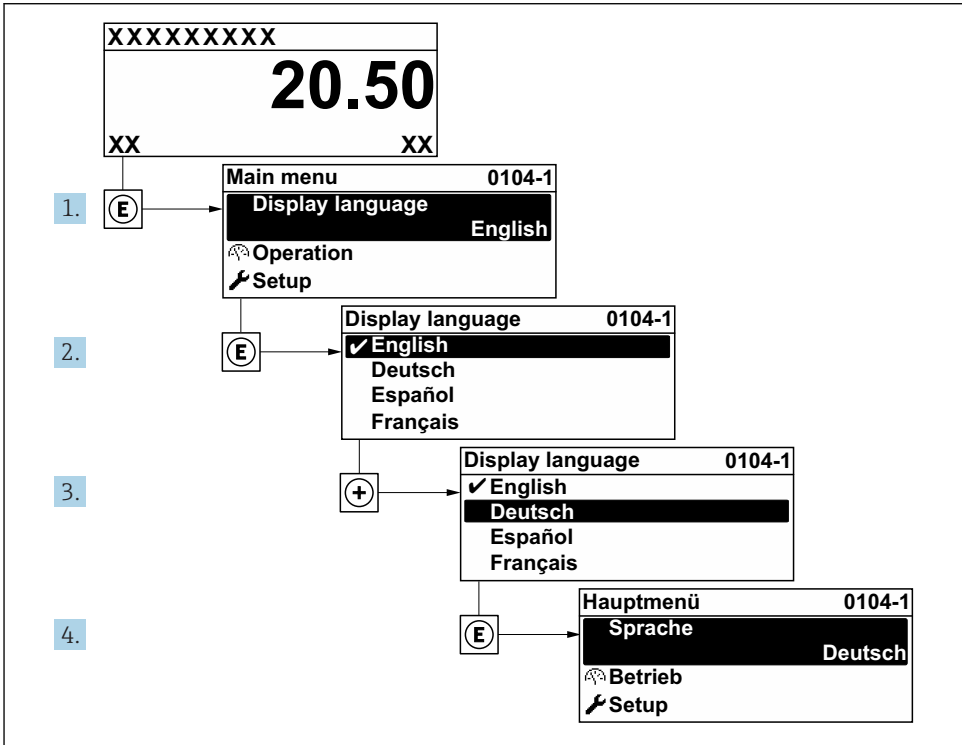 XXXXXXXXX
20.50
XX XX
1.
E
Main menu 0104-1
Display language
English
Operation
Setup
2.
E
Display language 0104-1
✔English
Deutsch
Español
Français
3.
+
Display language 0104-1
✔English
Deutsch
Español
Français
4.
E
Hauptmenü 0104-1
Sprache
Deutsch
Betrieb
Setup